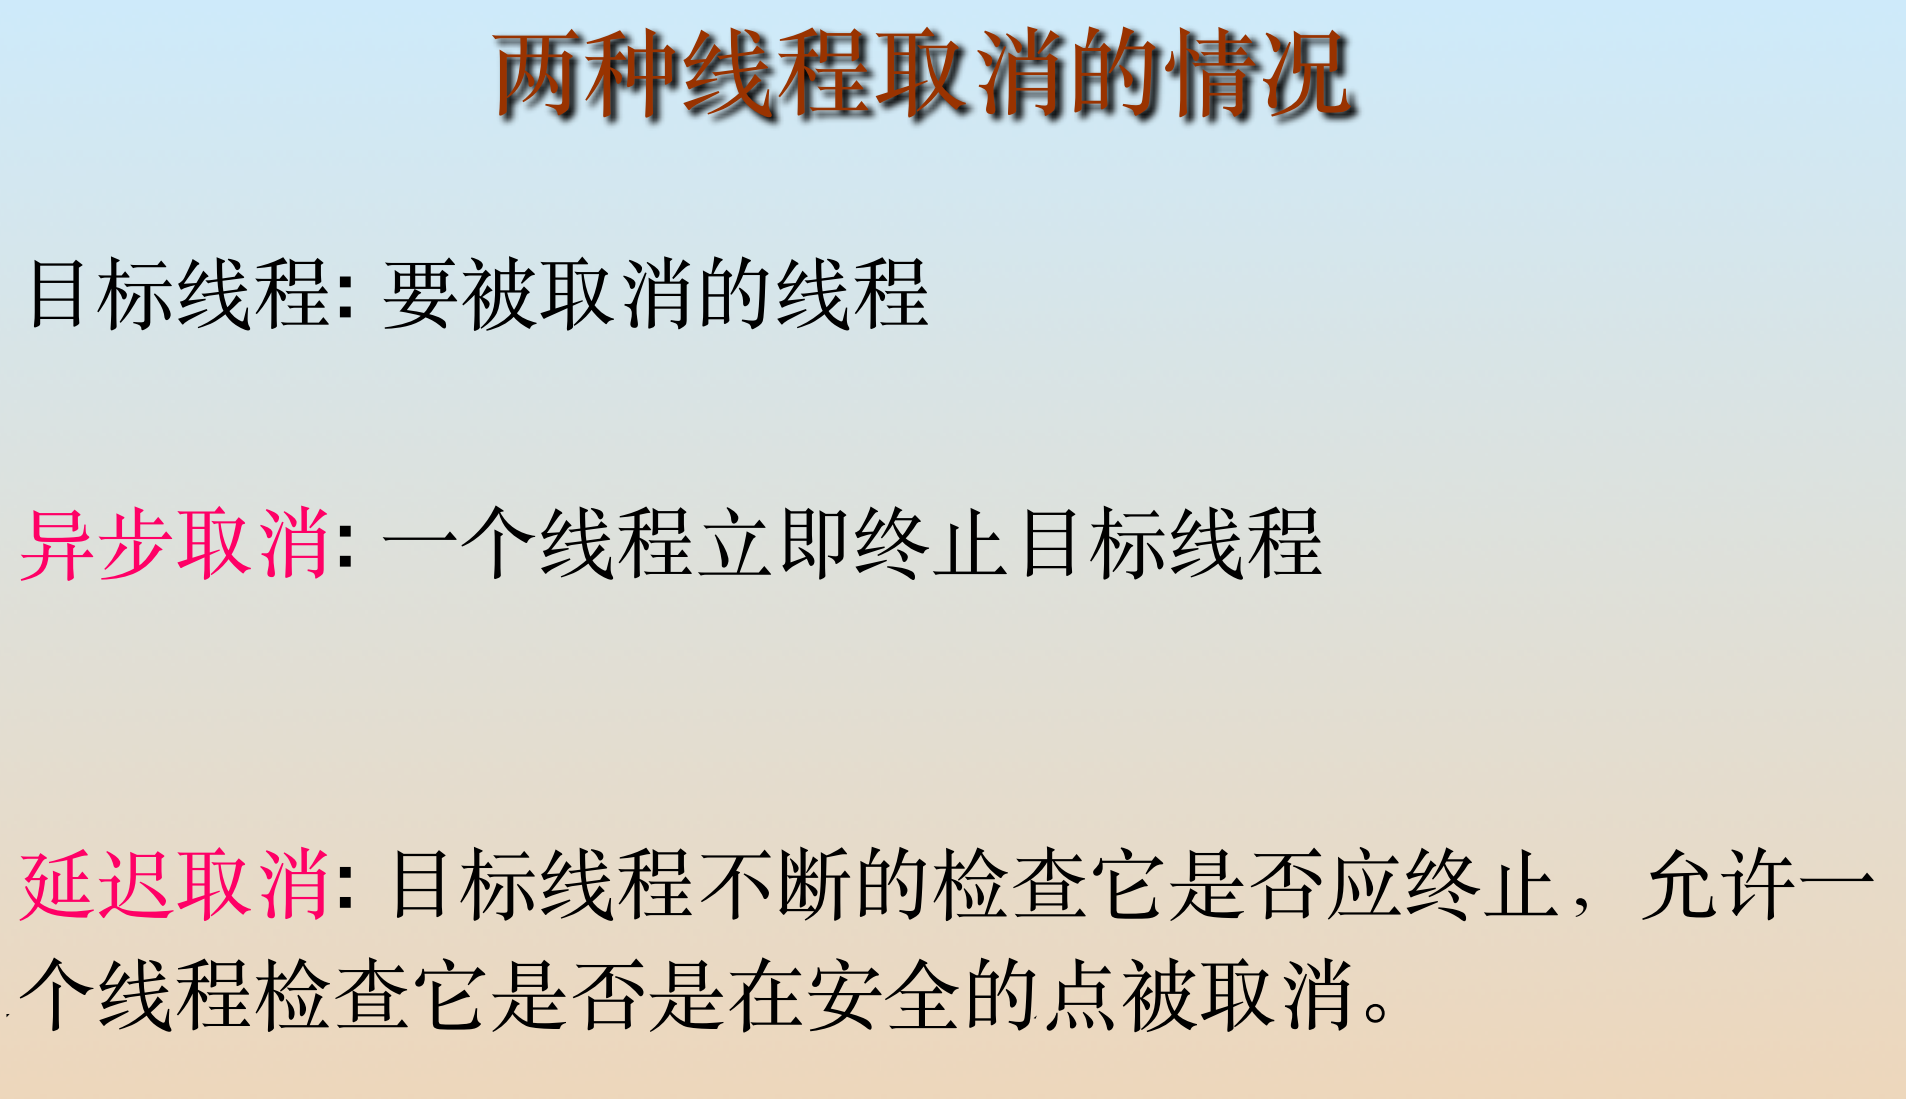 两种线程取消的情况
目标线程: 要被取消的线程
异步取消: 一个线程立即终止目标线程
延迟取消: 目标线程不断的检查它是否应终止，允许一
个线程检查它是否是在安全的点被取消。